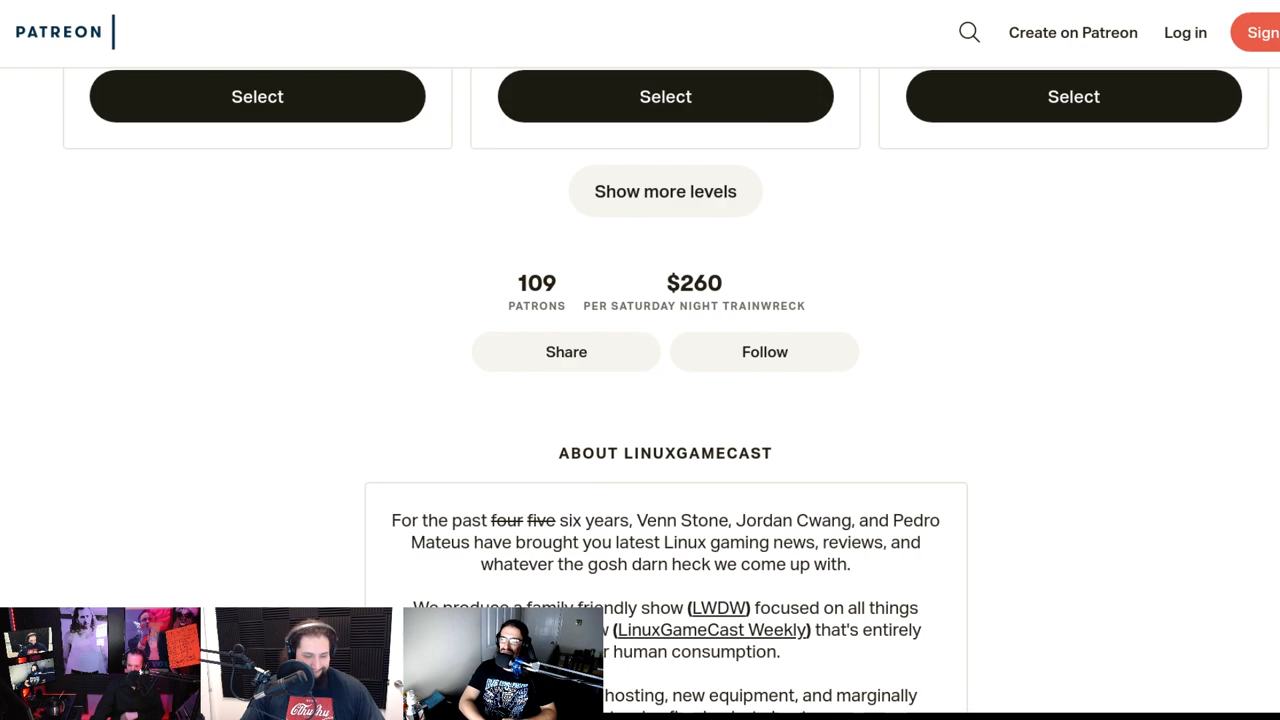 PATREON
Create on Patreon
Log in
Sign
Select
Select
Select
Show more levels
109
PATRONS
$260
PER SATURDAY NIGHT TRAINWRECK
Share
Follow
ABOUT LINUXGAMECAST
For the past four five six years, Venn Stone, Jordan Cwang, and Pedro
Mateus have brought you latest Linux gaming news, reviews, and
whatever the gosh darn heck we come up with.
We produce a family friendly show (LWDW) focused on all things
(LinuxGameCast Weekly) that's entirely
human consumption.
hosting, new equipment, and marginally
Cthulhu